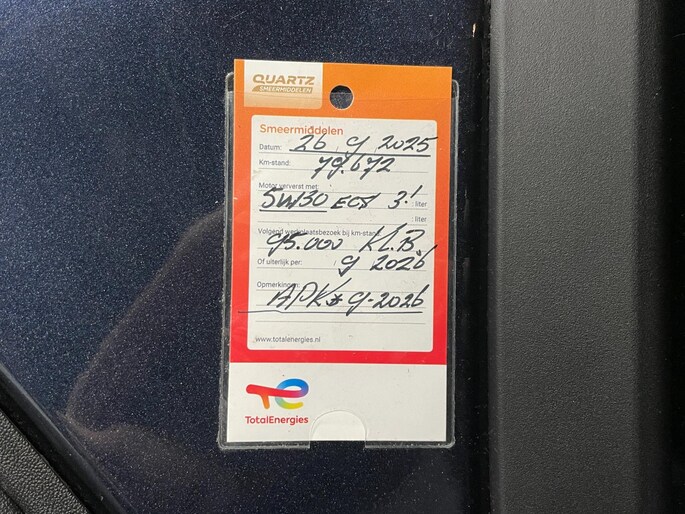 QUARTZ
SMEERMIDDELEN
Smeermiddelen
Datum: 26 9 2025
Km-stand: 79.672
Motor ververst met:
5W30 ECS 3.1 liter
liter
Volgend werkplaatsbezoek bij km-stand:
95.000 Kl.B.
Of uiterlijk per: 9 2026
Opmerkingen:
APK* 9-2026
www.totalenergies.nl
TotalEnergies